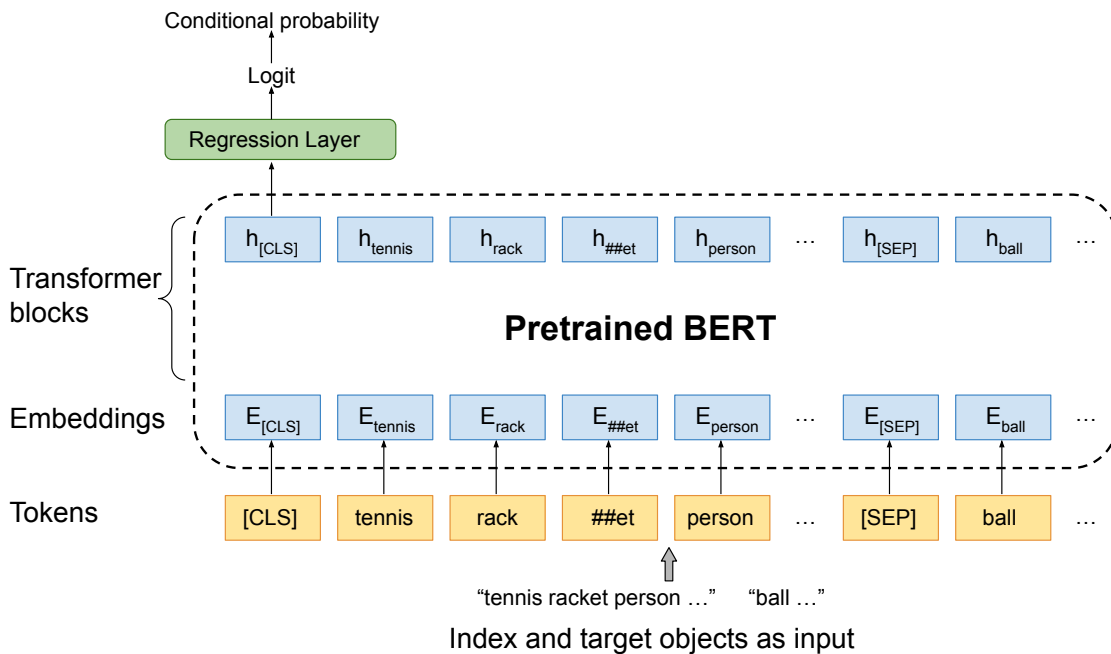 Conditional probability
Logit
Regression Layer
h[CLS] htennis hrack h##et hperson … h[SEP] hball …
Transformer
blocks
Pretrained BERT
Embeddings E[CLS] Etennis Erack E##et Eperson … E[SEP] Eball …
Tokens [CLS] tennis rack ##et person … [SEP] ball …
“tennis racket person …” “ball …”
Index and target objects as input